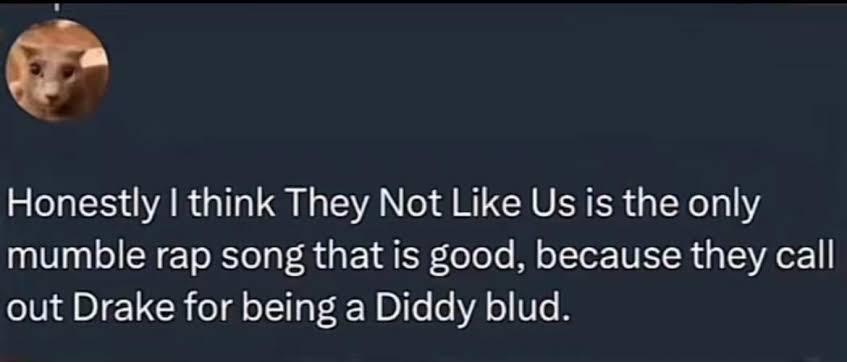 Honestly I think They Not Like Us is the only
mumble rap song that is good, because they call
out Drake for being a Diddy blud.